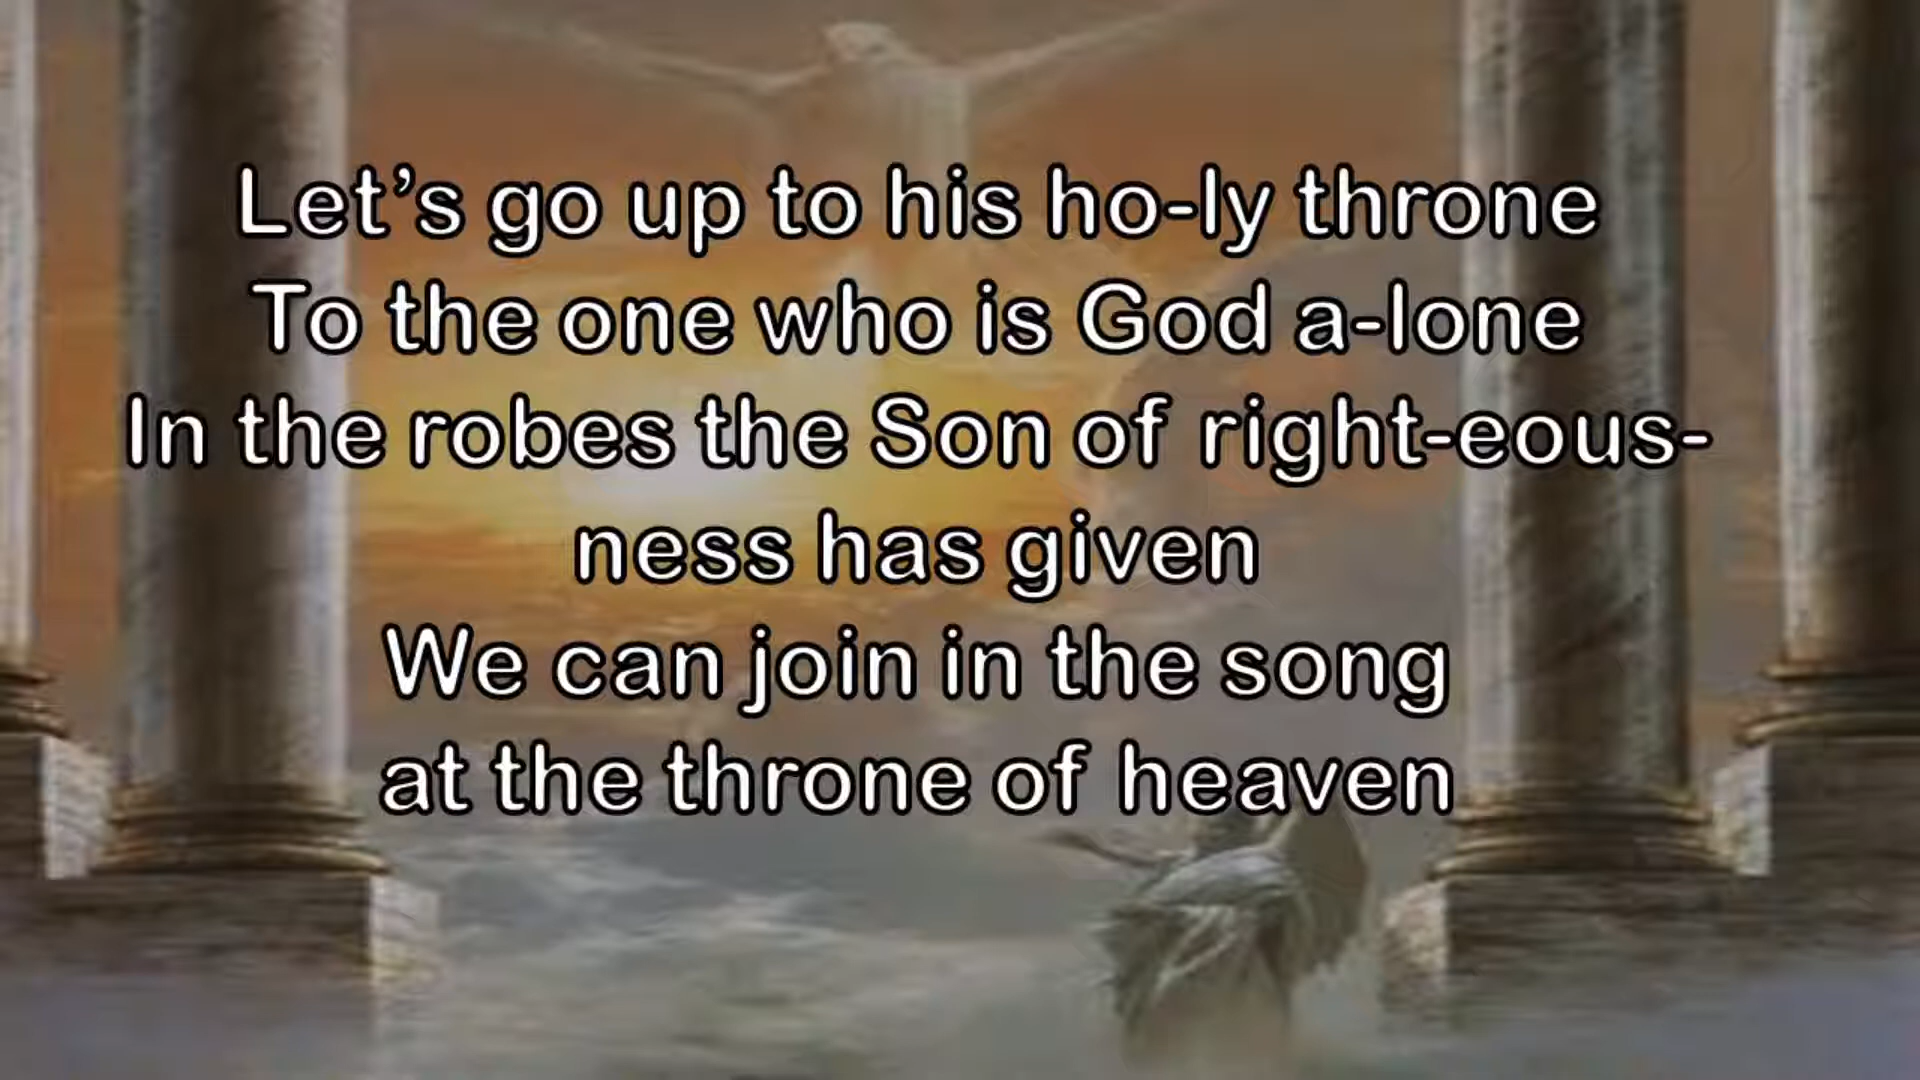 Let’s go up to his ho-ly throne
To the one who is God a-lone
In the robes the Son of right-eous-
ness has given
We can join in the song
at the throne of heaven